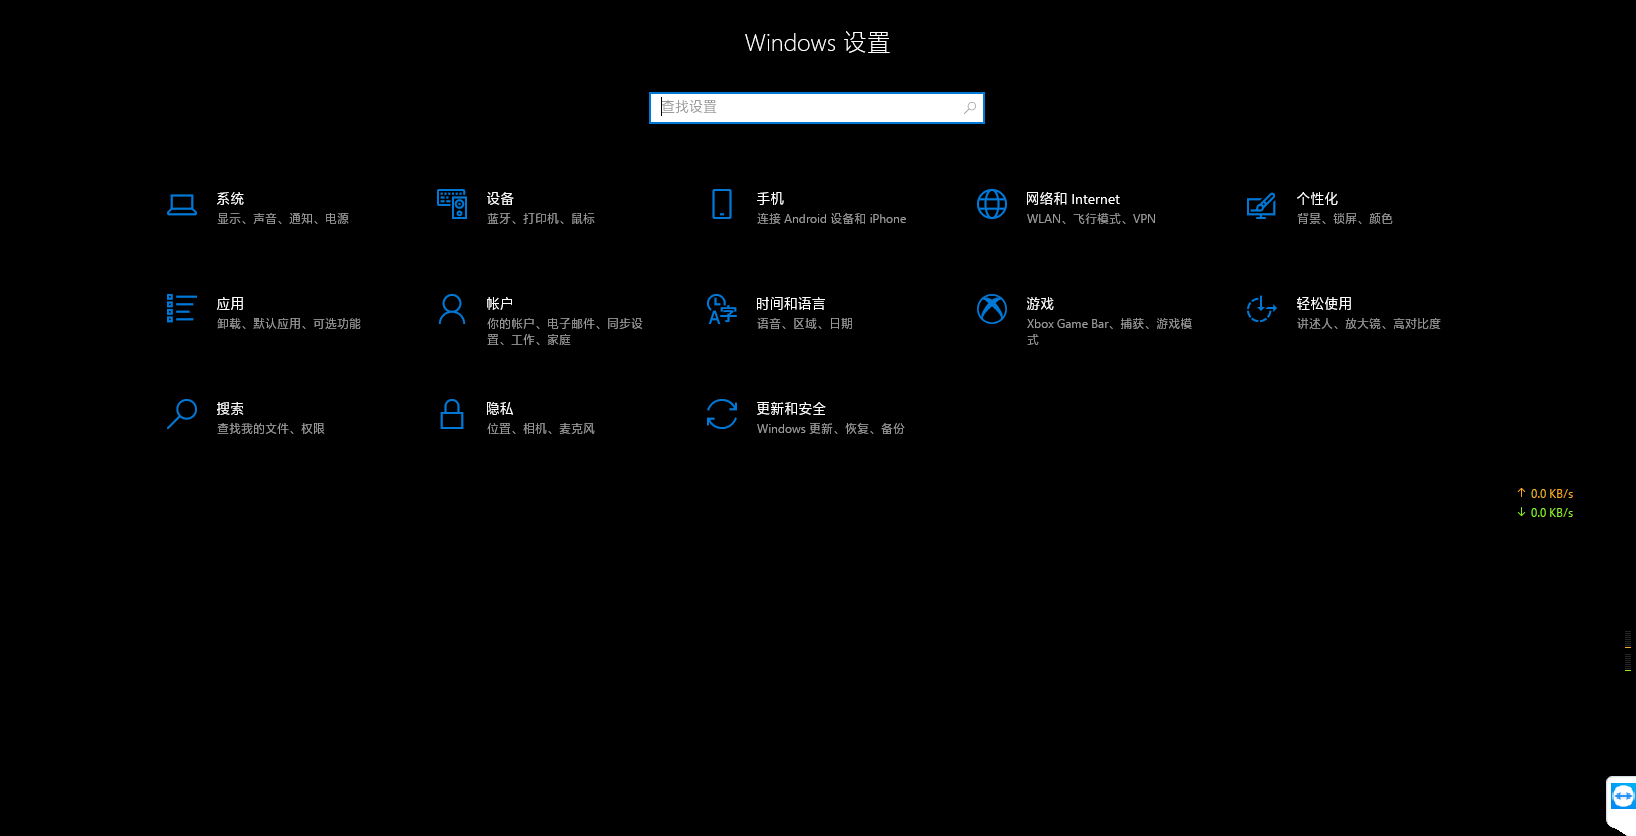 Windows 设置
查找设置
系统
显示、声音、通知、电源
设备
蓝牙、打印机、鼠标
手机
连接 Android 设备和 iPhone
网络和 Internet
WLAN、飞行模式、VPN
个性化
背景、锁屏、颜色
应用
卸载、默认应用、可选功能
帐户
你的帐户、电子邮件、同步设
置、工作、家庭
时间和语言
语音、区域、日期
游戏
Xbox Game Bar、捕获、游戏模
式
轻松使用
讲述人、放大镜、高对比度
搜索
查找我的文件、权限
隐私
位置、相机、麦克风
更新和安全
Windows 更新、恢复、备份
↑ 0.0 KB/s
↓ 0.0 KB/s